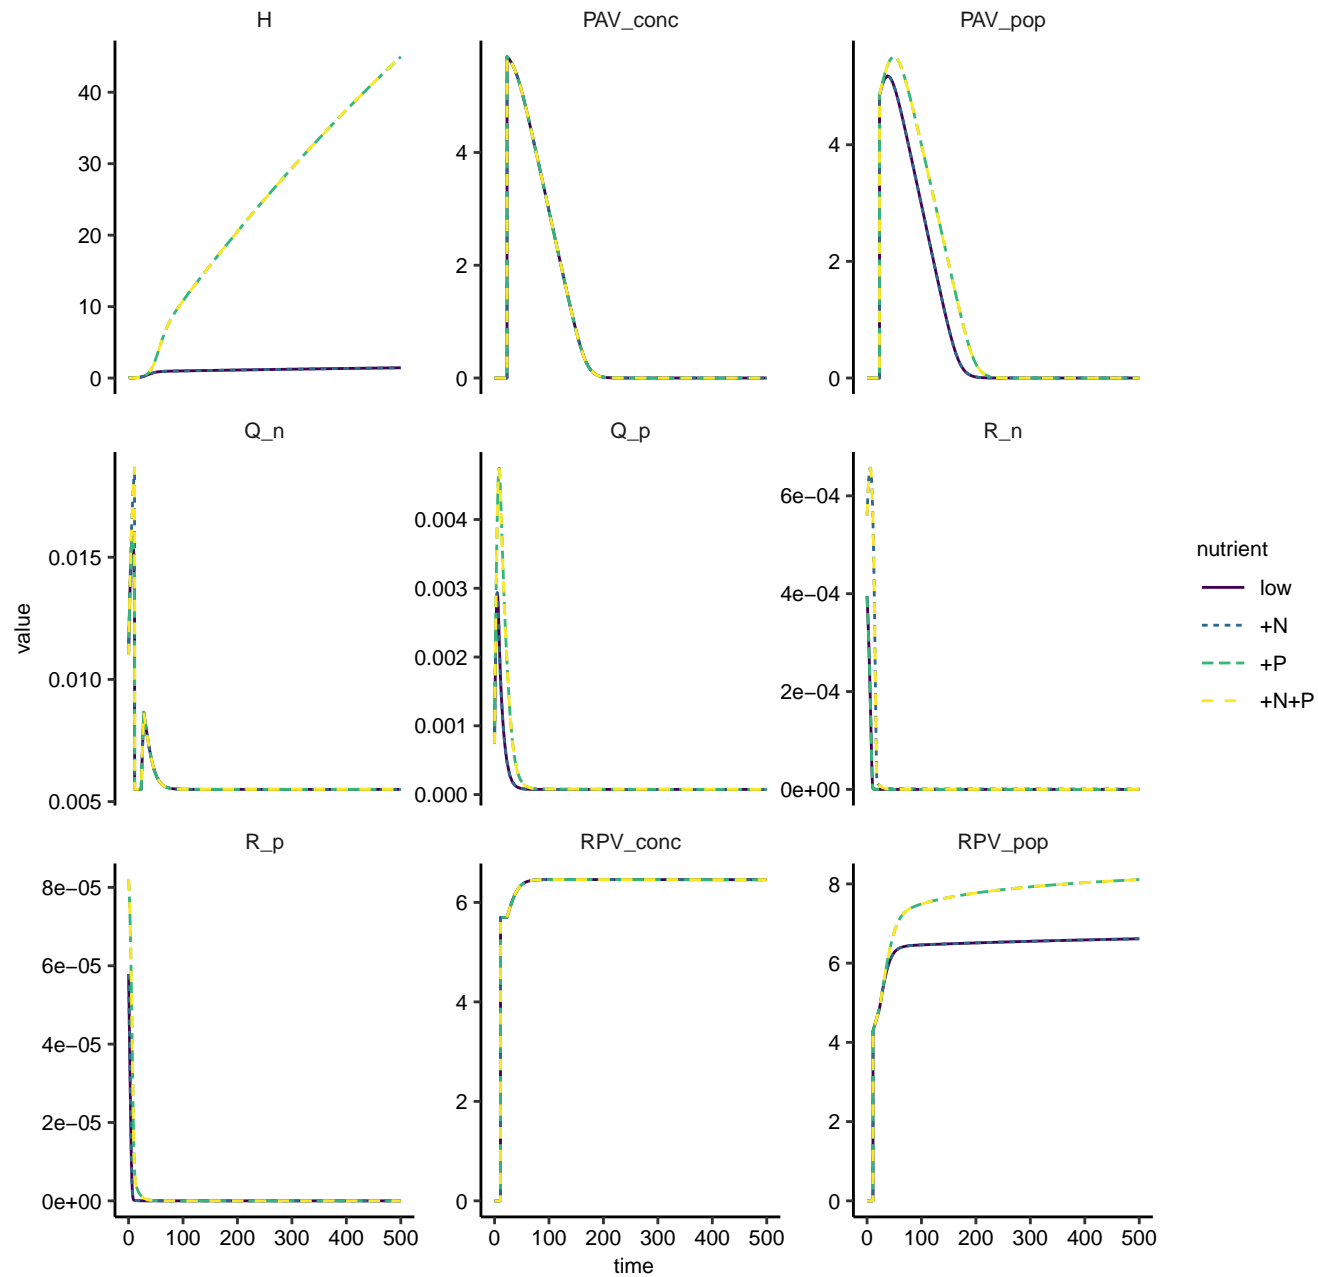 H
PAV_conc
PAV_pop
40
30
20
10
0
4
2
0
4
2
0
Q_n
Q_p
R_n
0.015
0.010
0.005
0.004
0.003
0.002
0.001
0.000
6e−04
4e−04
2e−04
0e+00
R_p
RPV_conc
RPV_pop
8e−05
6e−05
4e−05
2e−05
0e+00
6
4
2
0
8
6
4
2
0
0 100 200 300 400 500
0 100 200 300 400 500
0 100 200 300 400 500
time
value
nutrient
low
+N
+P
+N+P